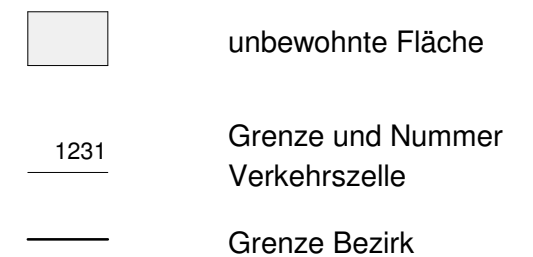 unbewohnte Fläche
1231
Grenze und Nummer
Verkehrszelle
Grenze Bezirk